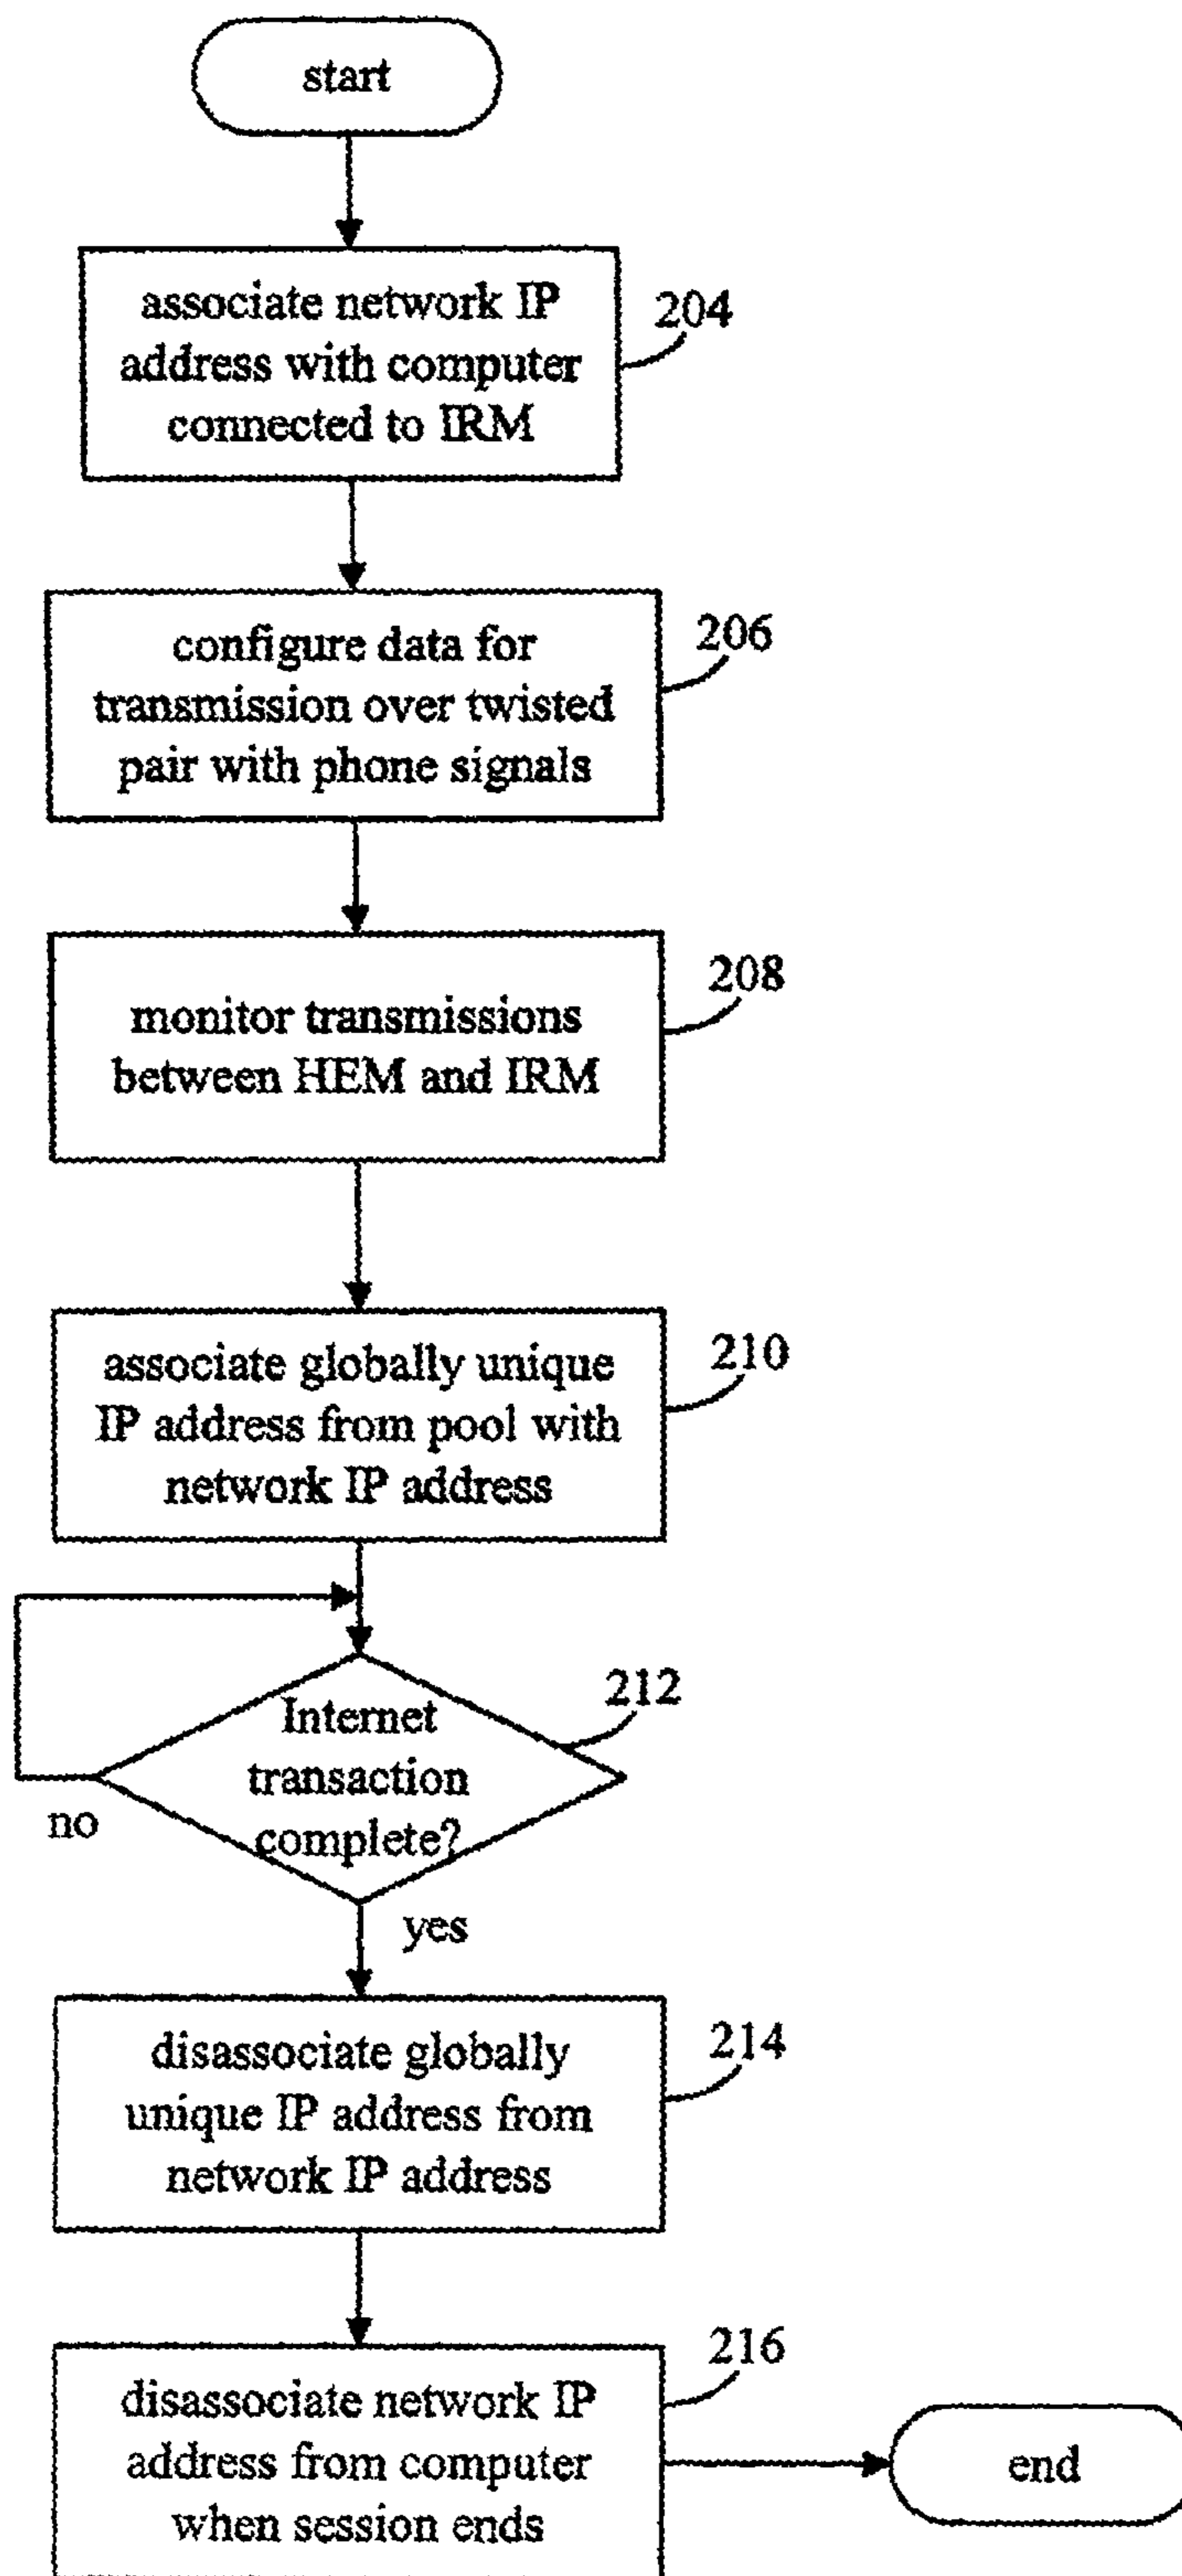 start
associate network IP
address with computer
connected to IRM
204
configure data for
transmission over twisted
pair with phone signals
206
monitor transmissions
between HEM and IRM
208
associate globally unique
IP address from pool with
network IP address
210
Internet
transaction
complete?
212
no
yes
disassociate globally
unique IP address from
network IP address
214
disassociate network IP
address from computer
when session ends
216
end